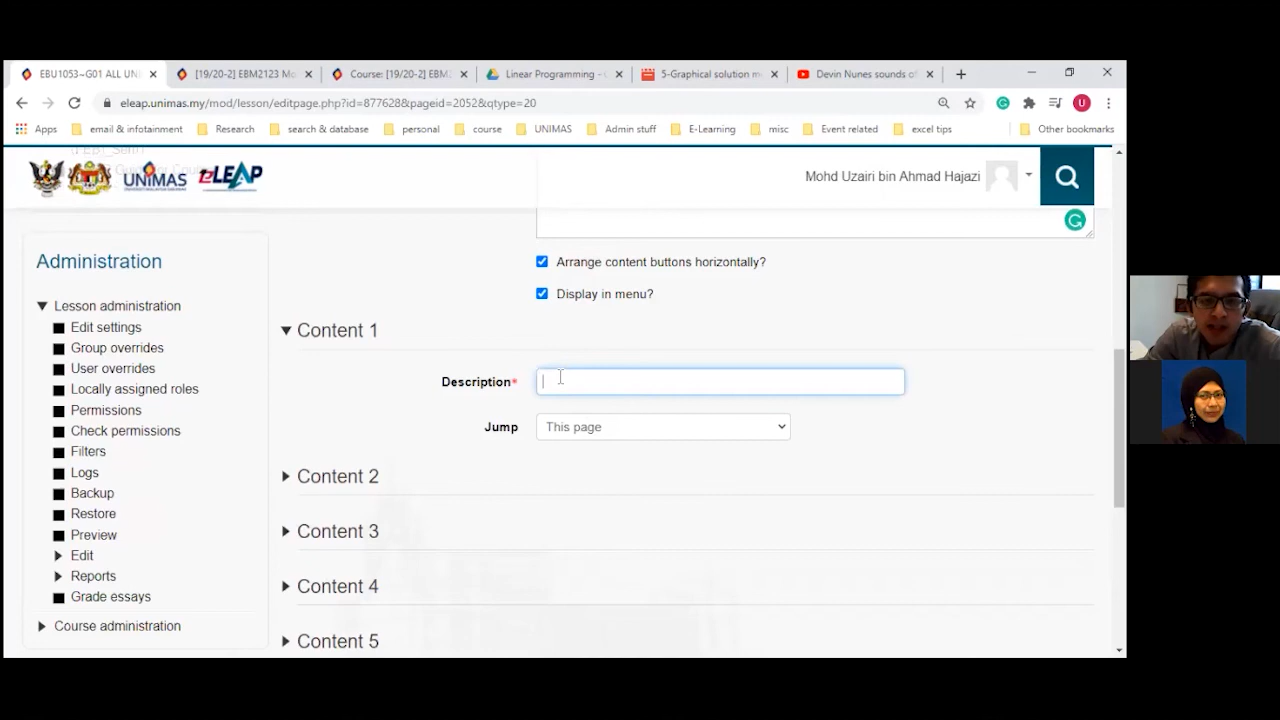 EBU1053~G01 ALL UN
[19/20-2] EBM2123 Mo
Course: [19/20-2] EBM2
Linear Programming -
5-Graphical solution m
Devin Nunes sounds of
eleap.unimas.my/mod/lesson/editpage.php?id=877628&pageid=2052&qtype=20
U
Apps
email & infotainment
Research
search & database
personal
course
UNIMAS
Admin stuff
E-Learning
misc
Event related
excel tips
Other bookmarks
UNIMAS
eLEAP
Mohd Uzairi bin Ahmad Hajazi
Administration
Lesson administration
Edit settings
Group overrides
User overrides
Locally assigned roles
Permissions
Check permissions
Filters
Logs
Backup
Restore
Preview
Edit
Reports
Grade essays
Course administration
Arrange content buttons horizontally?
Display in menu?
Content 1
Description*
Jump
This page
Content 2
Content 3
Content 4
Content 5